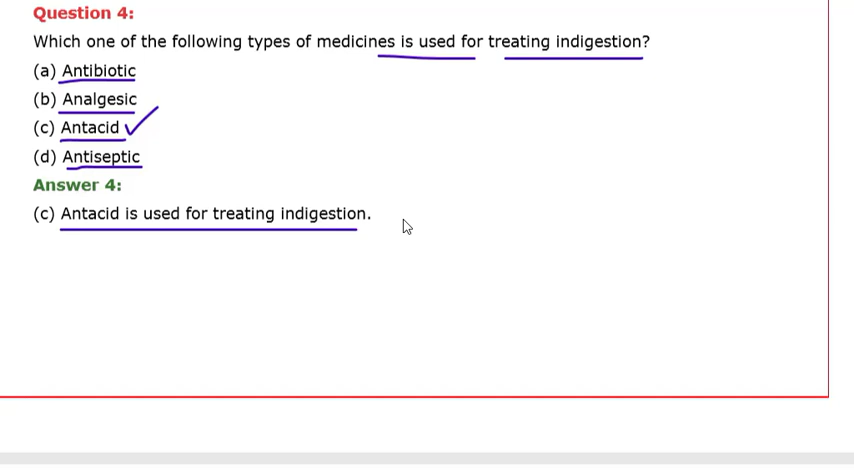 Question 4:
Which one of the following types of medicines is used for treating indigestion?
(a) Antibiotic
(b) Analgesic
(c) Antacid
(d) Antiseptic
Answer 4:
(c) Antacid is used for treating indigestion.